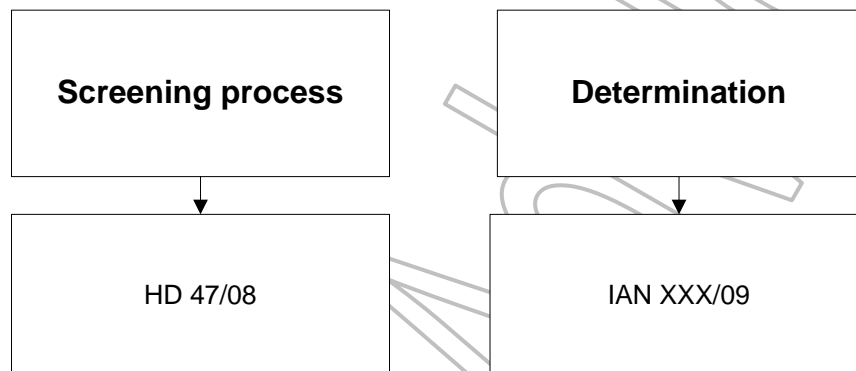 Screening process
Determination
HD 47/08
IAN XXX/09